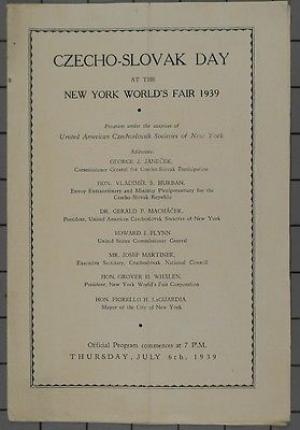 CZECHO-SLOVAK DAY
AT THE
NEW YORK WORLD'S FAIR 1939
Program under the auspices of
United American Czechoslovak Societies of New York
Addresses:
GEORGE J. JANEČEK,
Commissioner General for Czecho-Slovak Participation
HON. VLADIMÍR S. HURBAN,
Envoy Extraordinary and Minister Plenipotentiary for the
Czecho-Slovak Republic
DR. GERALD F. MACHÁČEK,
President, United American Czechoslovak Societies of New York
EDWARD J. FLYNN
United States Commissioner General
MR. JOSEF MARTINEK,
Executive Secretary, Czechoslovak National Council
HON. GROVER H. WHALEN,
President, New York World's Fair Corporation
HON. FIORELLO H. LaGUARDIA
Mayor of the City of New York
Official Program commences at 7 P.M.
THURSDAY, JULY 6th, 1939